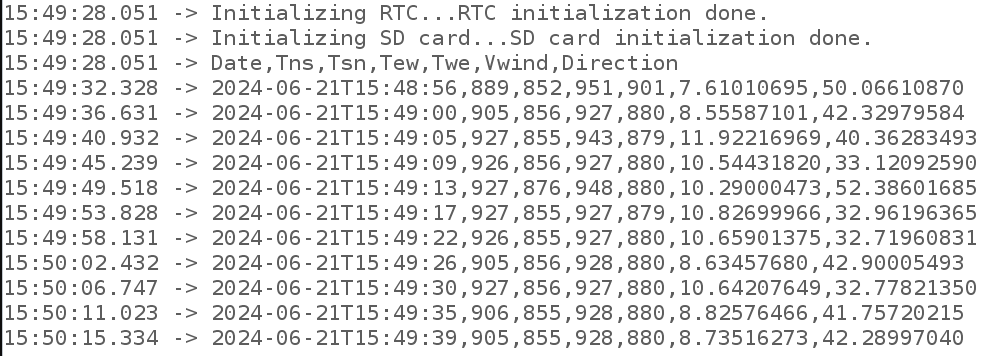 15:49:28.051 -> Initializing RTC...RTC initialization done.
15:49:28.051 -> Initializing SD card...SD card initialization done.
15:49:28.051 -> Date,Tns,Tsn,Tew,Twe,Vwind,Direction
15:49:32.328 -> 2024-06-21T15:48:56,889,852,951,901,7.61010695,50.06610870
15:49:36.631 -> 2024-06-21T15:49:00,905,856,927,880,8.55587101,42.32979584
15:49:40.932 -> 2024-06-21T15:49:05,927,855,943,879,11.92216969,40.36283493
15:49:45.239 -> 2024-06-21T15:49:09,926,856,927,880,10.54431820,33.12092590
15:49:49.518 -> 2024-06-21T15:49:13,927,876,948,880,10.29000473,52.38601685
15:49:53.828 -> 2024-06-21T15:49:17,927,855,927,879,10.82699966,32.96196365
15:49:58.131 -> 2024-06-21T15:49:22,926,855,927,880,10.65901375,32.71960831
15:50:02.432 -> 2024-06-21T15:49:26,905,856,928,880,8.63457680,42.90005493
15:50:06.747 -> 2024-06-21T15:49:30,927,856,927,880,10.64207649,32.77821350
15:50:11.023 -> 2024-06-21T15:49:35,906,855,928,880,8.82576466,41.75720215
15:50:15.334 -> 2024-06-21T15:49:39,905,855,928,880,8.73516273,42.28997040